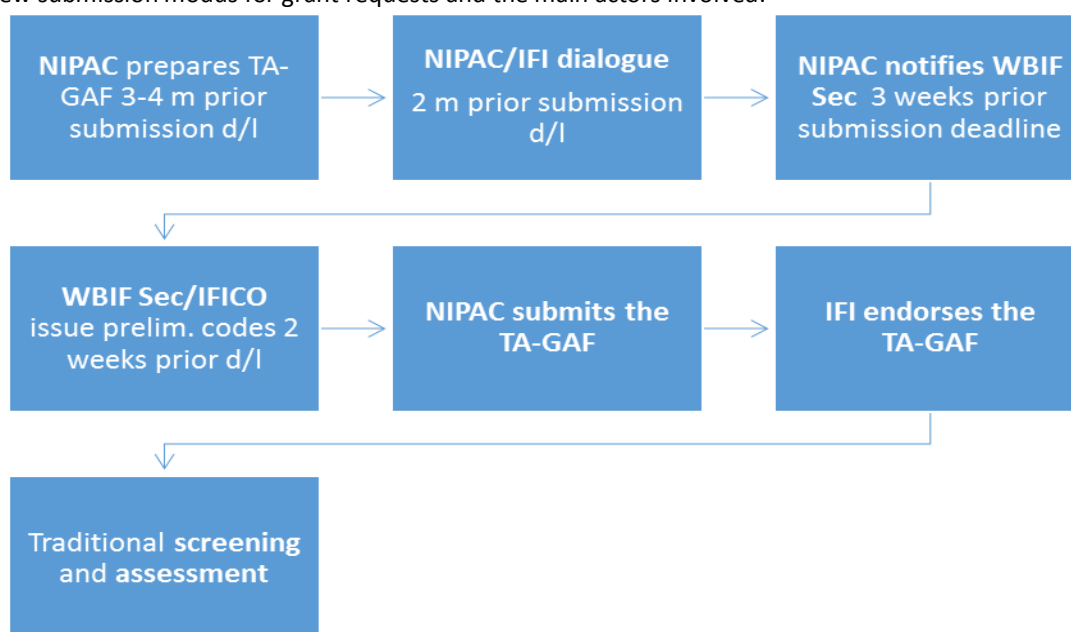 new submission modus for grant requests and the main actors involved:
NIPAC prepares TA-
GAF 3-4 m prior
submission d/l
NIPAC/IFI dialogue
2 m prior submission
d/l
NIPAC notifies WBIF
Sec 3 weeks prior
submission deadline
WBIF Sec/IFICO
issue prelim. codes 2
weeks prior d/l
NIPAC submits the
TA-GAF
IFI endorses the
TA-GAF
Traditional screening
and assessment